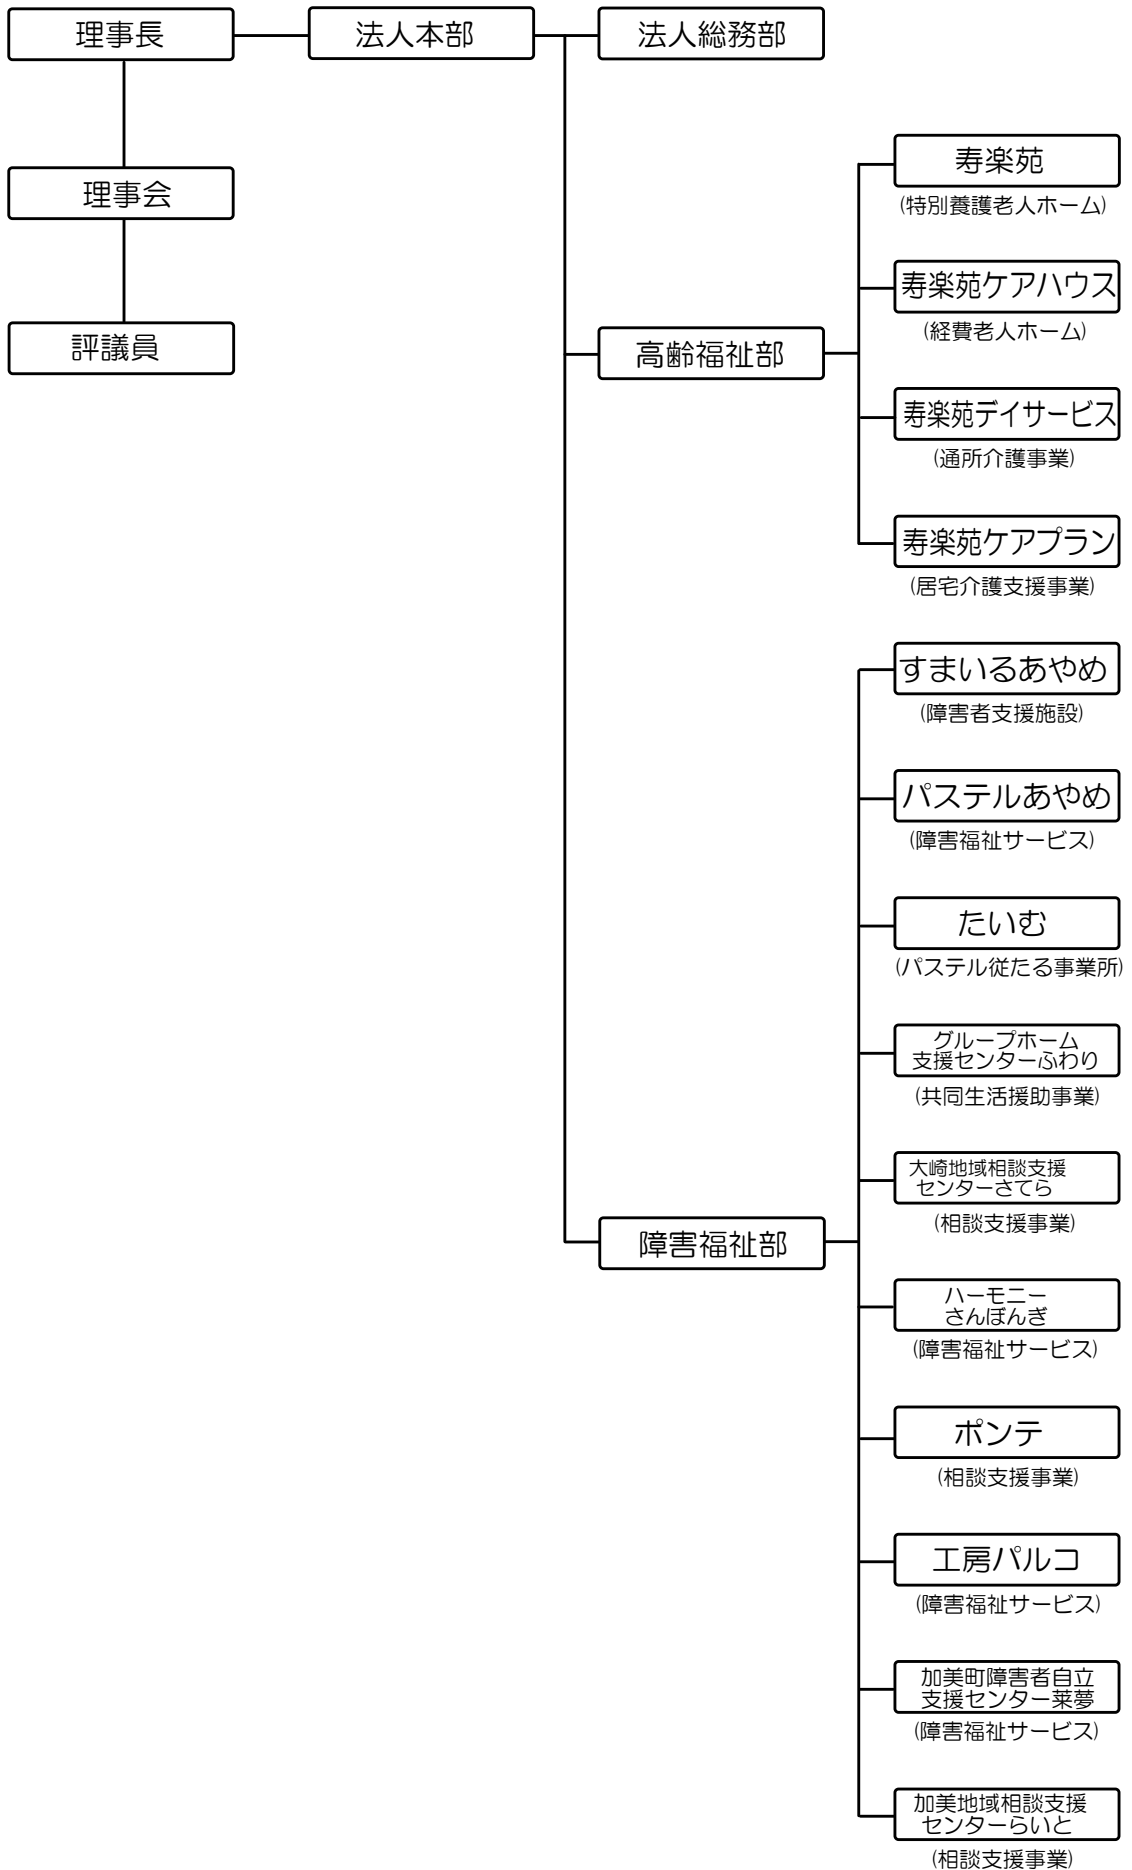 理事長
法人本部
法人総務部
理事会
評議員
高齢福祉部
寿楽苑
(特別養護老人ホーム)
寿楽苑ケアハウス
(経費老人ホーム)
寿楽苑デイサービス
(通所介護事業)
寿楽苑ケアプラン
(居宅介護支援事業)
障害福祉部
すまいるあやめ
(障害者支援施設)
パステルあやめ
(障害福祉サービス)
たいむ
(パステル従たる事業所)
グループホーム
支援センターふわり
(共同生活援助事業)
大崎地域相談支援
センターさてら
(相談支援事業)
ハーモニー
さんぼんぎ
(障害福祉サービス)
ポンテ
(相談支援事業)
工房パルコ
(障害福祉サービス)
加美町障害者自立
支援センター菜夢
(障害福祉サービス)
加美地域相談支援
センターらいと
(相談支援事業)